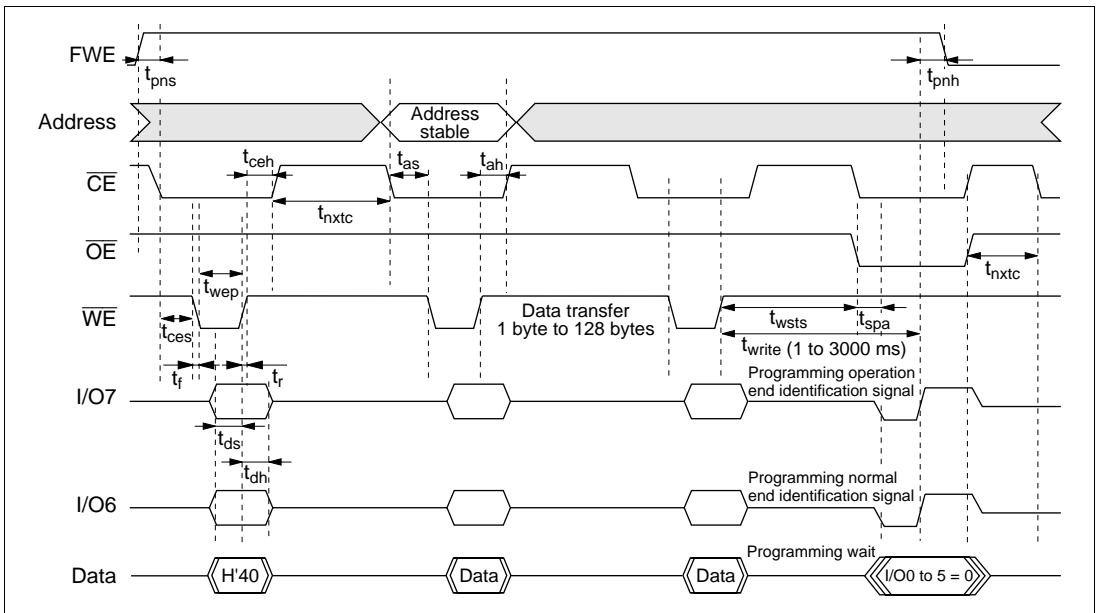 FWE
tpns
tpnh
Address
Address
stable
tceh
tas
tah
CE
tnxtc
OE
tnxtc
twep
WE
Data transfer
1 byte to 128 bytes
twsts
tspa
tces
twrite (1 to 3000 ms)
tf
tr
Programming operation
end identification signal
I/O7
tds
tdh
Programming normal
end identification signal
I/O6
Programming wait
Data
H'40
Data
Data
I/O0 to 5 = 0